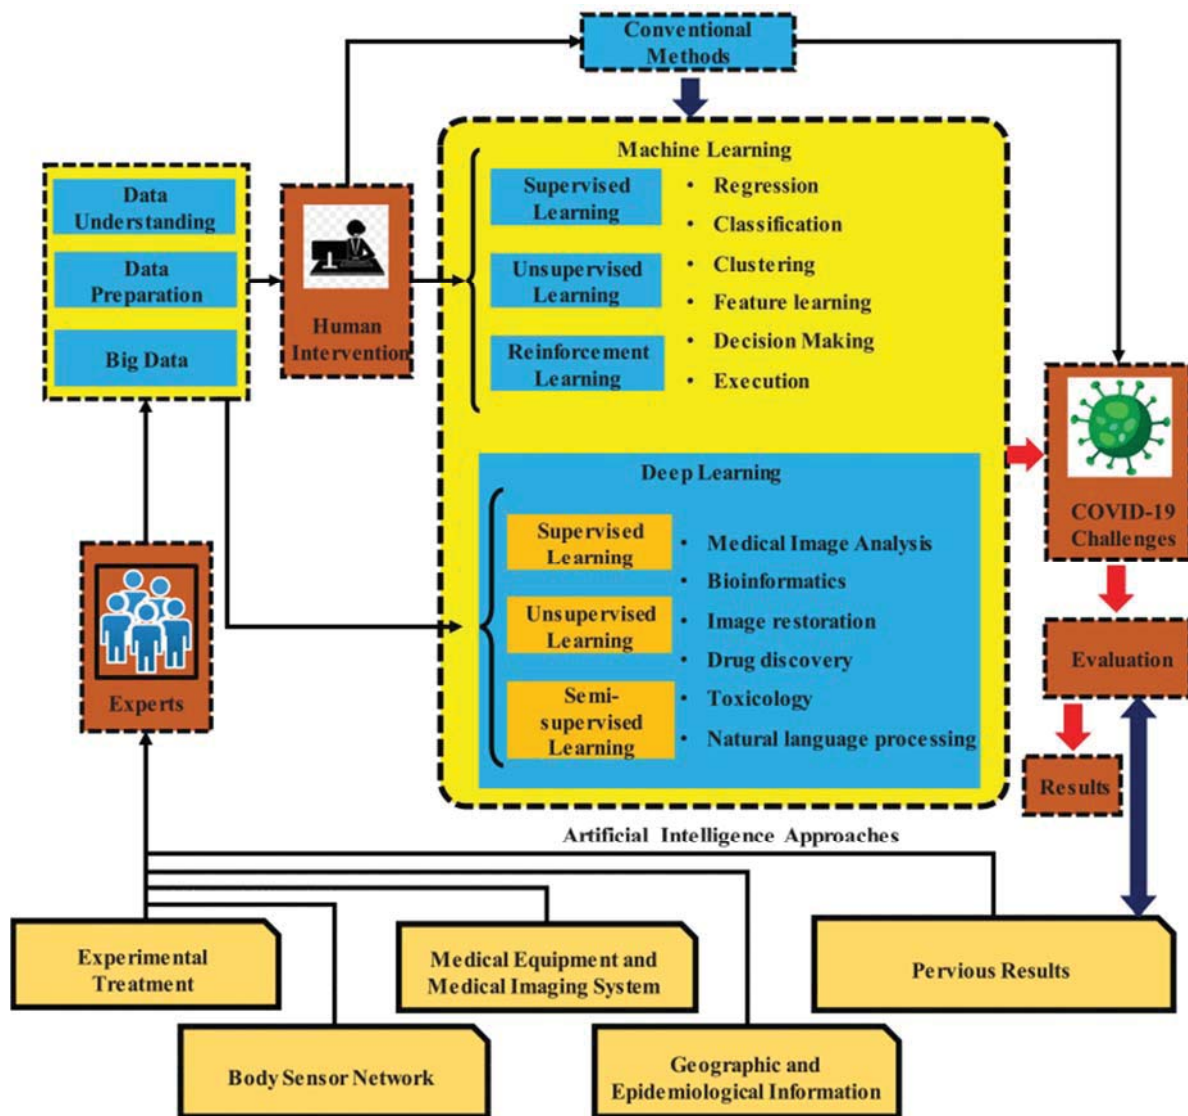 Conventional
Methods
Machine Learning
Supervised
Learning
Unsupervised
Learning
Reinforcement
Learning
• Regression
• Classification
• Clustering
• Feature learning
• Decision Making
• Execution
Data
Understanding
Data
Preparation
Big Data
Human
Intervention
Deep Learning
Supervised
Learning
Unsupervised
Learning
Semi-
supervised
Learning
• Medical Image Analysis
• Bioinformatics
• Image restoration
• Drug discovery
• Toxicology
• Natural language processing
COVID-19
Challenges
Evaluation
Results
Experts
Artificial Intelligence Approaches
Experimental
Treatment
Medical Equipment and
Medical Imaging System
Pervious Results
Body Sensor Network
Geographic and
Epidemiological Information